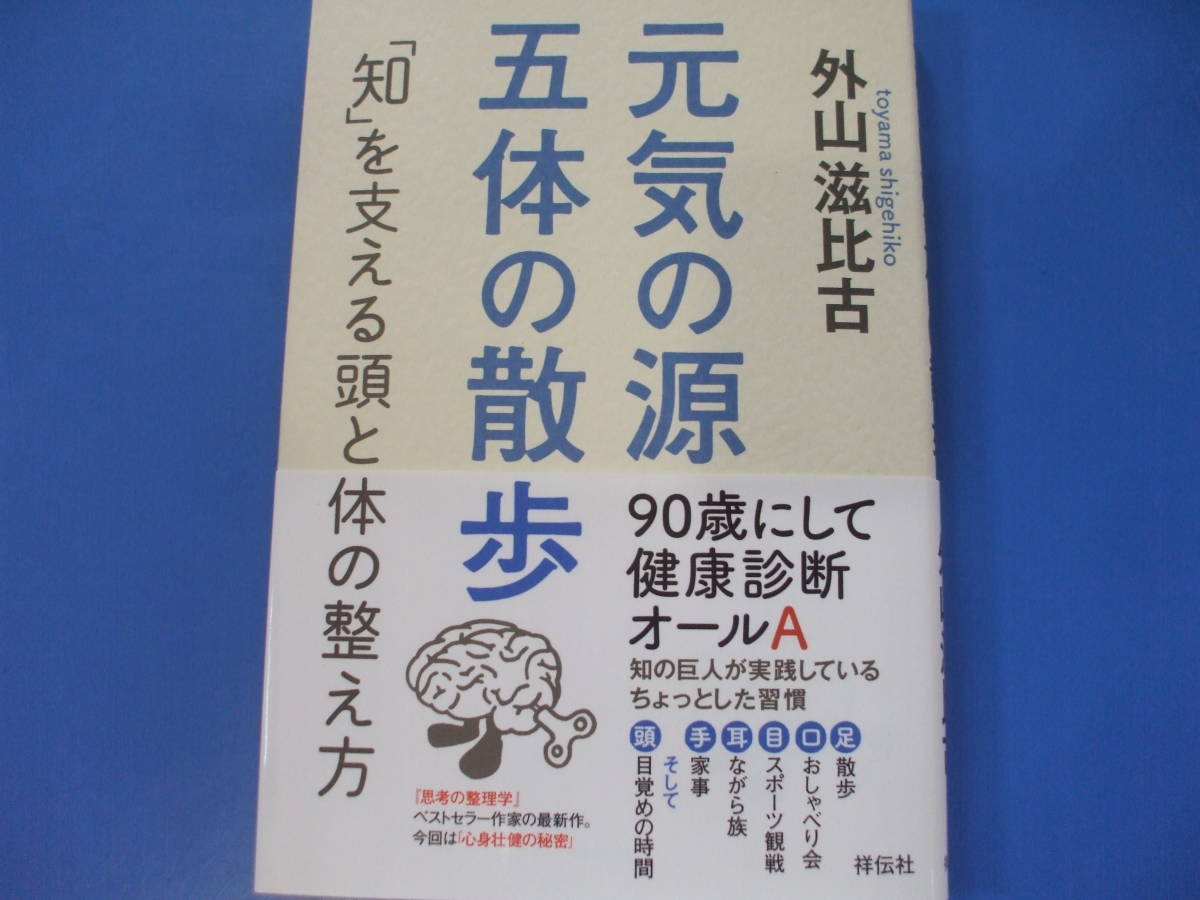 外山滋比古
toyama shigehiko
元気の源
五体の散歩
「知」を支える頭と体の整え方
90歳にして
健康診断
オールA
知の巨人が実践している
ちょっとした習慣
足 散歩
口 おしゃべり会
目 スポーツ観戦
耳 ながら族
手 家事
そして
頭 目覚めの時間
『思考の整理学』
ベストセラー作家の最新作。
今回は「心身壮健の秘密」
祥伝社